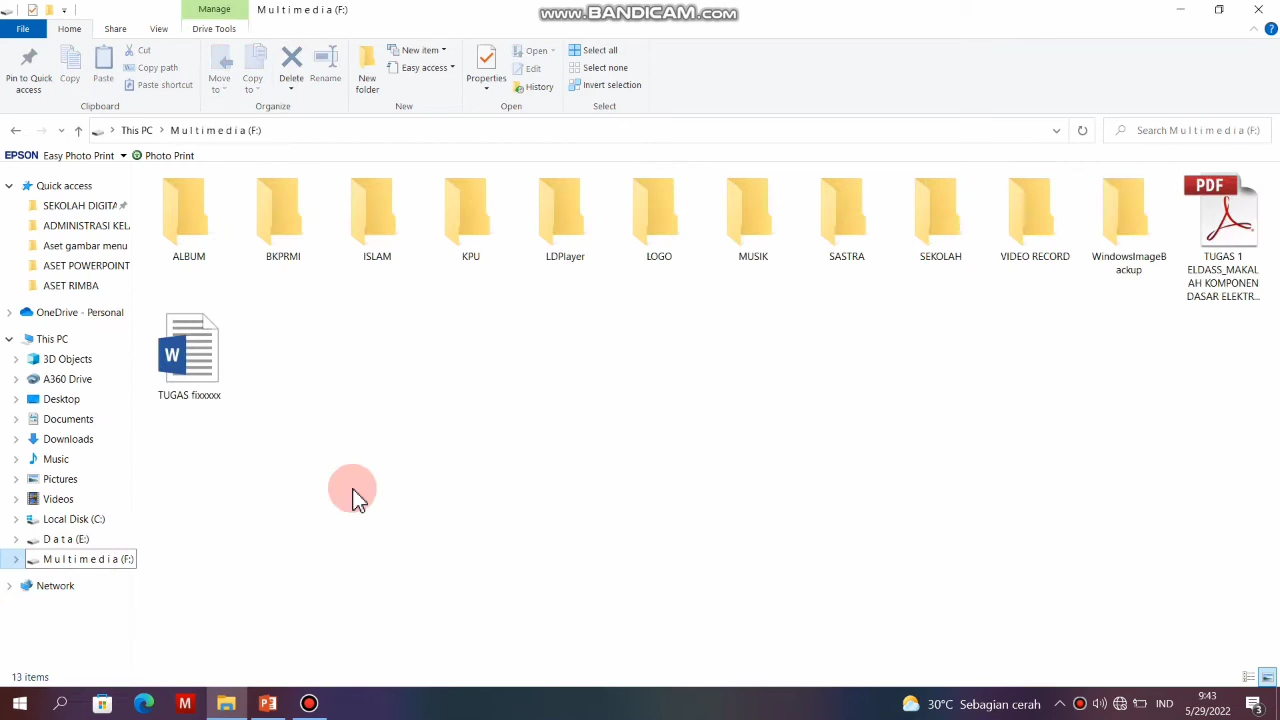 Manage
M u l t i m e d i a (F:)
www.BANDICAM.com
File
Home
Share
View
Drive Tools
Pin to Quick
access
Copy
Paste
Cut
Copy path
Paste shortcut
Clipboard
Move
to
Copy
to
Delete
Rename
Organize
New
folder
New item
Easy access
New
Properties
Open
Edit
History
Open
Select all
Select none
Invert selection
Select
This PC
M u l t i m e d i a (F:)
Search M u l t i m e d i a (F:)
EPSON Easy Photo Print
Photo Print
Quick access
SEKOLAH DIGITA
ADMINISTRASI KEL
Aset gambar menu
ASET POWERPOINT
ASET RIMBA
OneDrive - Personal
This PC
3D Objects
A360 Drive
Desktop
Documents
Downloads
Music
Pictures
Videos
Local Disk (C:)
D a t a (E:)
M u l t i m e d i a (F:)
Network
ALBUM
BKPRMI
ISLAM
KPU
LDPlayer
LOGO
MUSIK
SASTRA
SEKOLAH
VIDEO RECORD
WindowsImageB
ackup
PDF
TUGAS 1
ELDASS_MAKAL
AH KOMPONEN
DASAR ELEKTR...
W
TUGAS fixxxxx
13 items
M
P
30°C Sebagian cerah
IND
9:43
5/29/2022
3